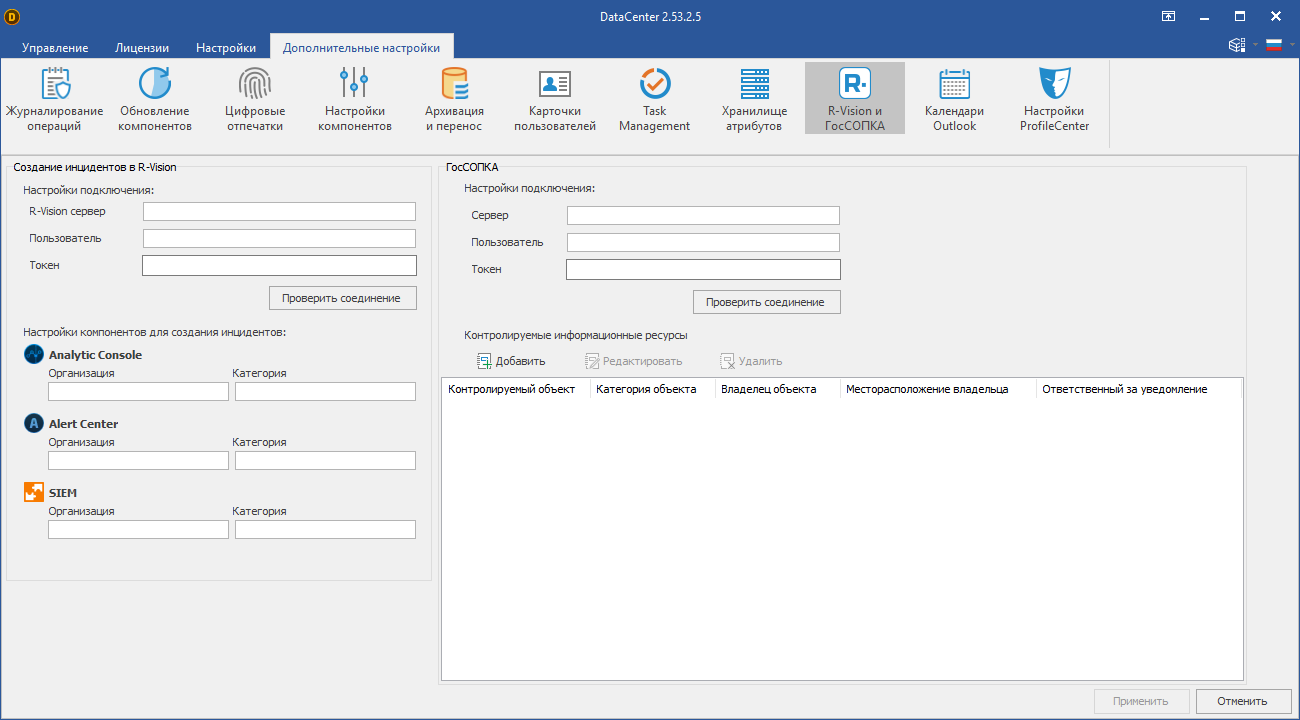 DataCenter 2.53.2.5
Управление Лицензии Настройки Дополнительные настройки
Журналирование операций
Обновление компонентов
Цифровые отпечатки
Настройки компонентов
Архивация и перенос
Карточки пользователей
Task Management
Хранилище атрибутов
R-Vision и ГосСОПКА
Календари Outlook
Настройки ProfileCenter
Создание инцидентов в R-Vision
Настройки подключения:
R-Vision сервер
Пользователь
Токен
Проверить соединение
Настройки компонентов для создания инцидентов:
Analytic Console
Организация Категория
Alert Center
Организация Категория
SIEM
Организация Категория
ГосСОПКА
Настройки подключения:
Сервер
Пользователь
Токен
Проверить соединение
Контролируемые информационные ресурсы
Добавить Редактировать Удалить
Контролируемый объект Категория объекта Владелец объекта Месторасположение владельца Ответственный за уведомление
Применить Отменить